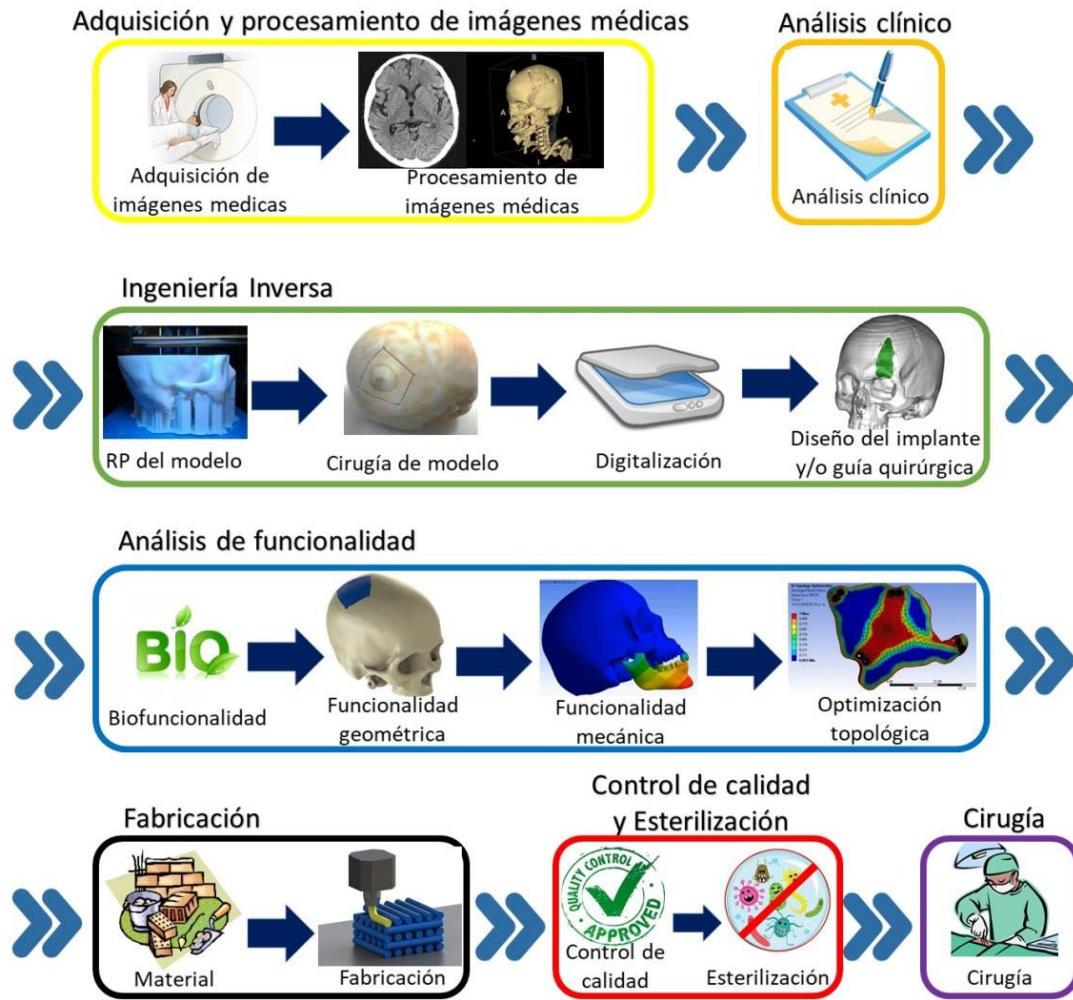 Adquisición y procesamiento de imágenes médicas
Análisis clínico
Adquisición de
imágenes medicas
Procesamiento de
imágenes médicas
S
A
L
Análisis clínico
Ingeniería Inversa
RP del modelo
Cirugía de modelo
Digitalización
Diseño del implante
y/o guía quirúrgica
Análisis de funcionalidad
BIO
Biofuncionalidad
Funcionalidad
geométrica
Funcionalidad
mecánica
Optimización
topológica
Fabricación
Control de calidad
y Esterilización
Cirugía
Material
Fabricación
QUALITY CONTROL
APPROVED
Control de
calidad
Esterilización
Cirugía